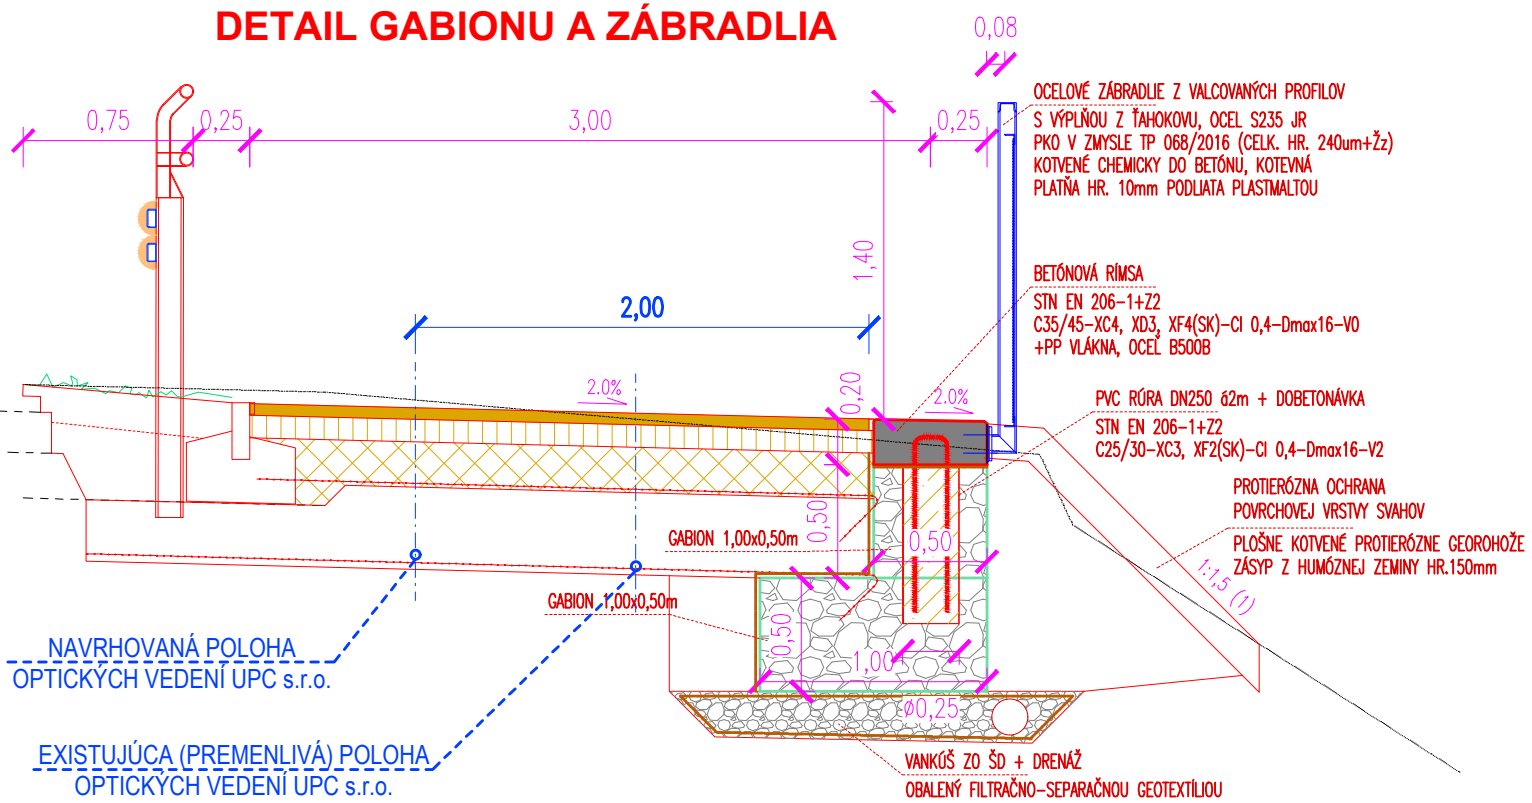 DETAIL GABIONU A ZÁBRADLIA
0,08
0,75
0,25
3,00
0,25
OCELOVÉ ZÁBRADLIE Z VALCOVANÝCH PROFILOV
S VÝPLŇOU Z ŤAHOKOVU, OCEL S235 JR
PKO V ZMYSLE TP 068/2016 (CELK. HR. 240um+Žz)
KOTVENÉ CHEMICKY DO BETÓNU, KOTEVNÁ
PLATŇA HR. 10mm PODLIATA PLASTMALTOU
1,40
BETÓNOVÁ RÍMSA
STN EN 206-1+Z2
C35/45-XC4, XD3, XF4(SK)-Cl 0,4-Dmax16-V0
+PP VLÁKNA, OCEĽ B500B
2,00
2.0%
0,20
2.0%
PVC RÚRA DN250 á2m + DOBETONÁVKA
STN EN 206-1+Z2
C25/30-XC3, XF2(SK)-Cl 0,4-Dmax16-V2
PROTIERÓZNA OCHRANA
POVRCHOVEJ VRSTVY SVAHOV
PLOŠNE KOTVENÉ PROTIERÓZNE GEOROHOŽE
ZÁSYP Z HUMÓZNEJ ZEMINY HR.150mm
1:1,5 (1)
GABION 1,00x0,50m
0,50
0,50
GABION 1,00x0,50m
0,50
1,00
Ø0,25
NAVRHOVANÁ POLOHA
OPTICKÝCH VEDENÍ UPC s.r.o.
EXISTUJÚCA (PREMENLIVÁ) POLOHA
OPTICKÝCH VEDENÍ UPC s.r.o.
VANKÚŠ ZO ŠD + DRENÁŽ
OBALENÝ FILTRAČNO-SEPARAČNOU GEOTEXTÍLIOU